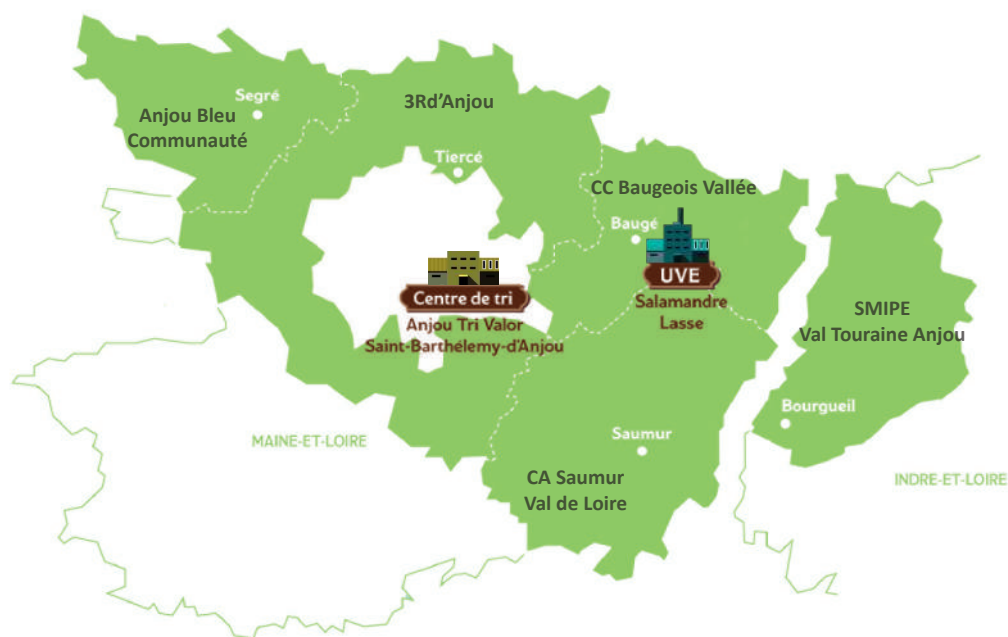 Segré
Anjou Bleu
Communauté
3Rd'Anjou
Tiercé
CC Baugeois Vallée
Baugé
UVE
Salamandre
Lasse
Centre de tri
Anjou Tri Valor
Saint-Barthélemy-d'Anjou
SMIPE
Val Touraine Anjou
Bourgueil
MAINE-ET-LOIRE
Saumur
CA Saumur
Val de Loire
INDRE-ET-LOIRE